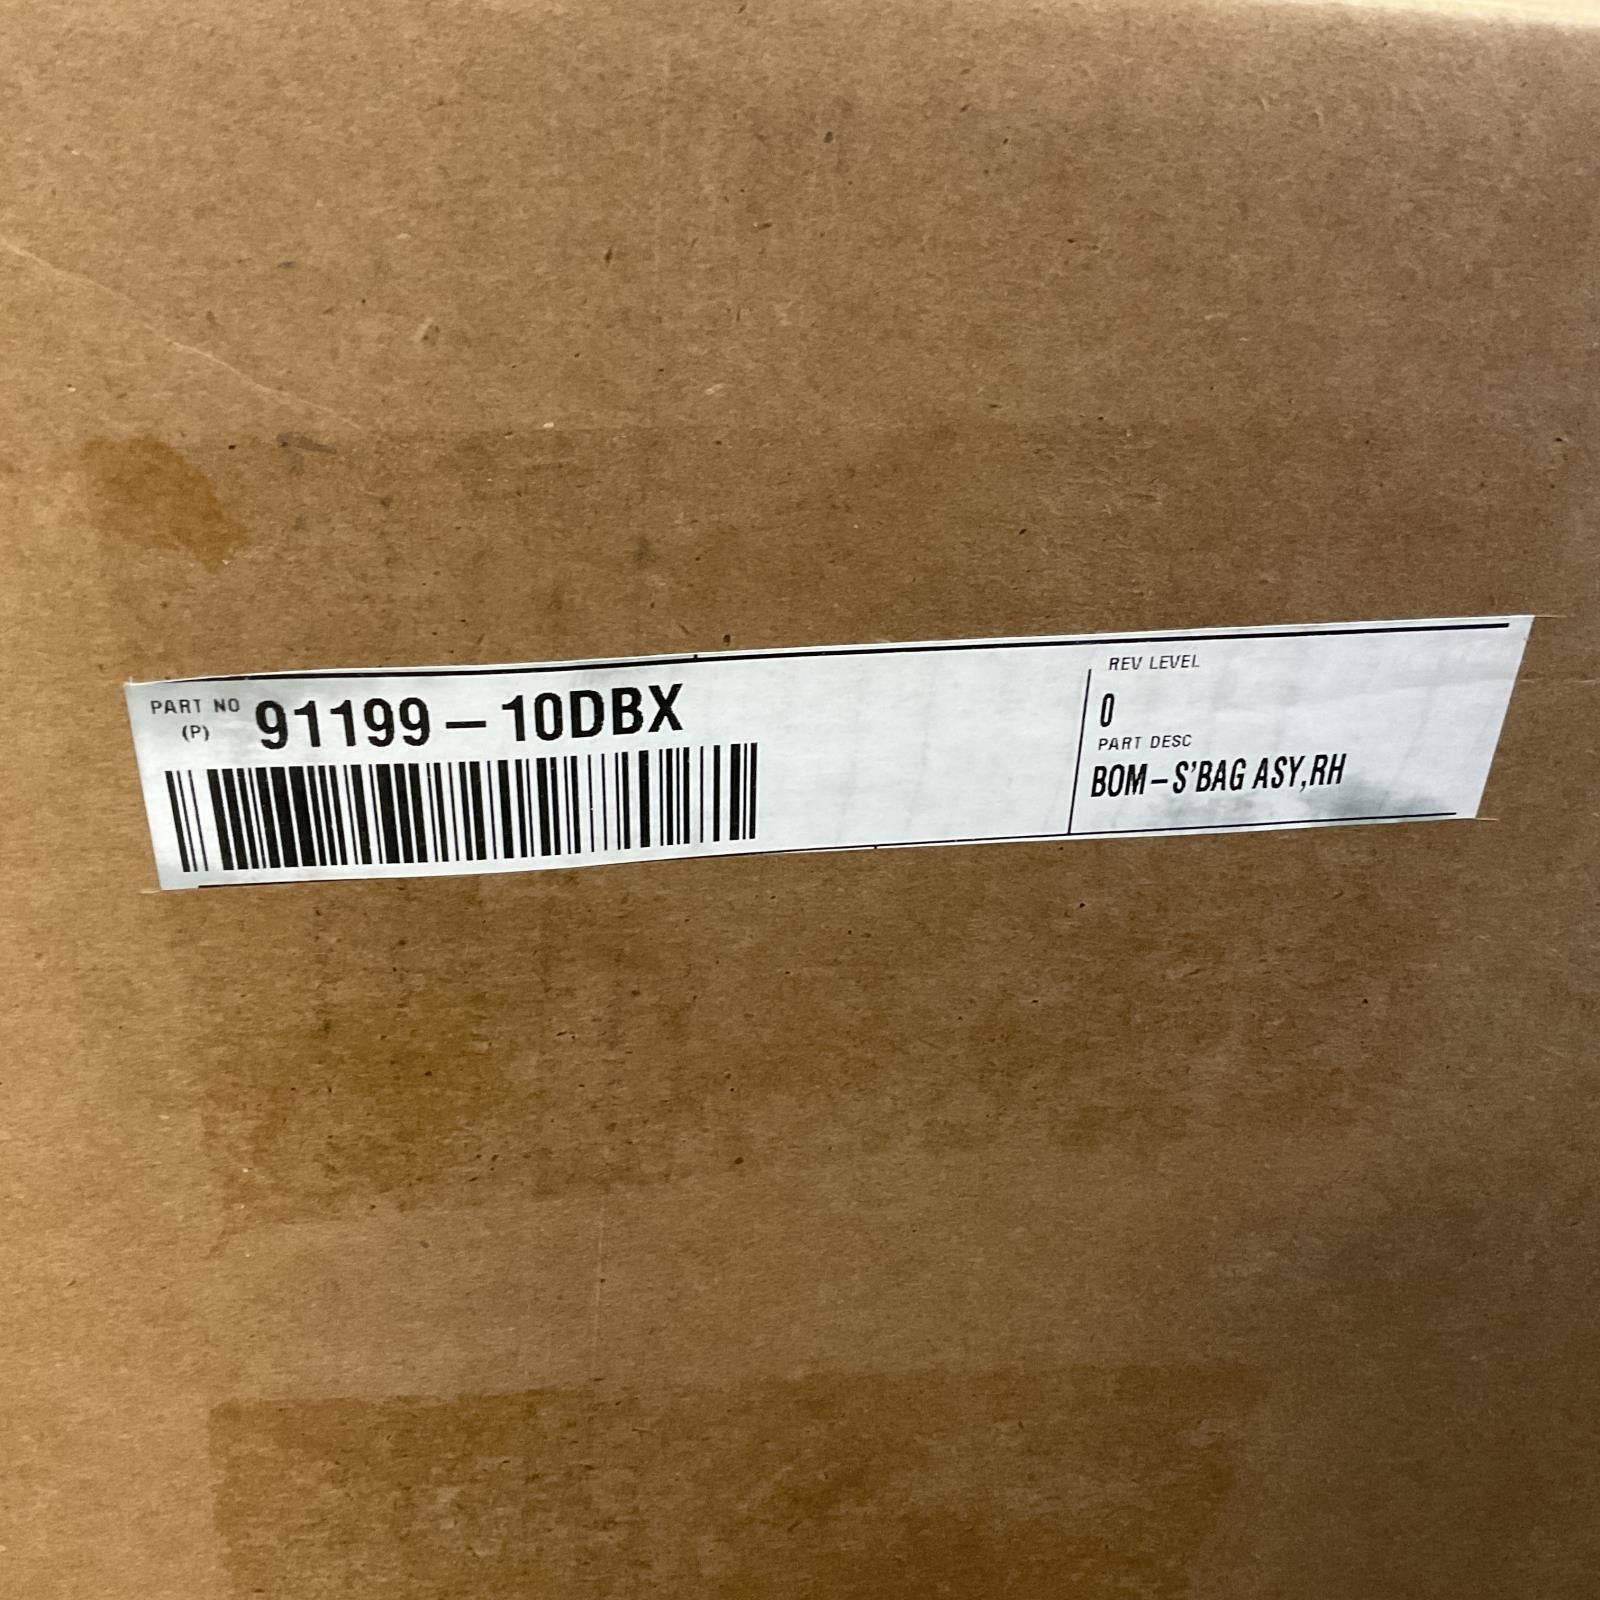 PART NO
(P)
91199-10DBX
REV LEVEL
0
PART DESC
BOM-S'BAG ASY,RH